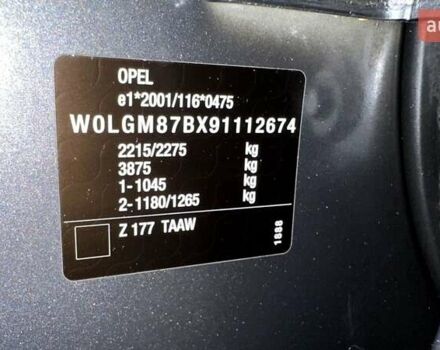 OPEL
e1*2001/116*0475
W0LGM87BX91112674
2215/2275 kg
3875 kg
1-1045 kg
2-1180/1265 kg
Z 177 TAAW
1888